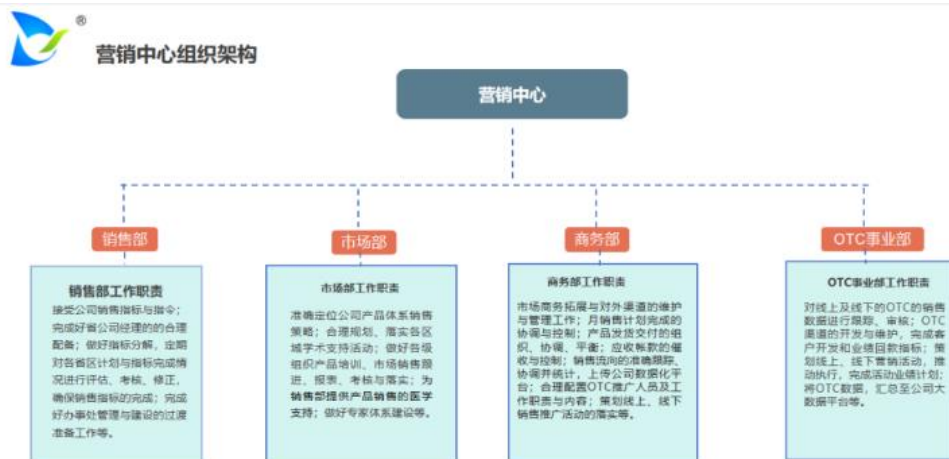 ®
营销中心组织架构
营销中心
销售部
市场部
商务部
OTC事业部
销售部工作职责
接受公司销售指标与指令；
完成好省公司经理的的合理
配备；做好指标分解，定期
对各省区计划与指标完成情
况进行评估、考核、修正，
确保销售指标的完成；完成
好办事处管理与建设的过渡
准备工作等。
市场部工作职责
准确定位公司产品体系销售
策略；合理规划、落实各区
域学术支持活动；做好各级
组织产品培训、市场销售跟
进、报表、考核与落实；为
销售部提供产品销售的医学
支持；做好专家体系建设等。
商务部工作职责
市场商务拓展与对外渠道的维护
与管理工作；月销售计划完成的
协调与控制；产品发货交付的组
织、协调、平衡；应收帐款的催
收与控制；销售流向的准确跟踪、
协调并统计，上传公司数据化平
台；合理配置OTC推广人员及工
作职责与内容；策划线上、线下
销售推广活动的落实等。
OTC事业部工作职责
对线上及线下的OTC的销售
数据进行跟踪、审核；OTC
渠道的开发与维护，完成客
户开发和业绩回款指标；策
划线上、线下营销活动，推
动执行，完成活动业绩计划；
将OTC数据，汇总至公司大
数据平台等。